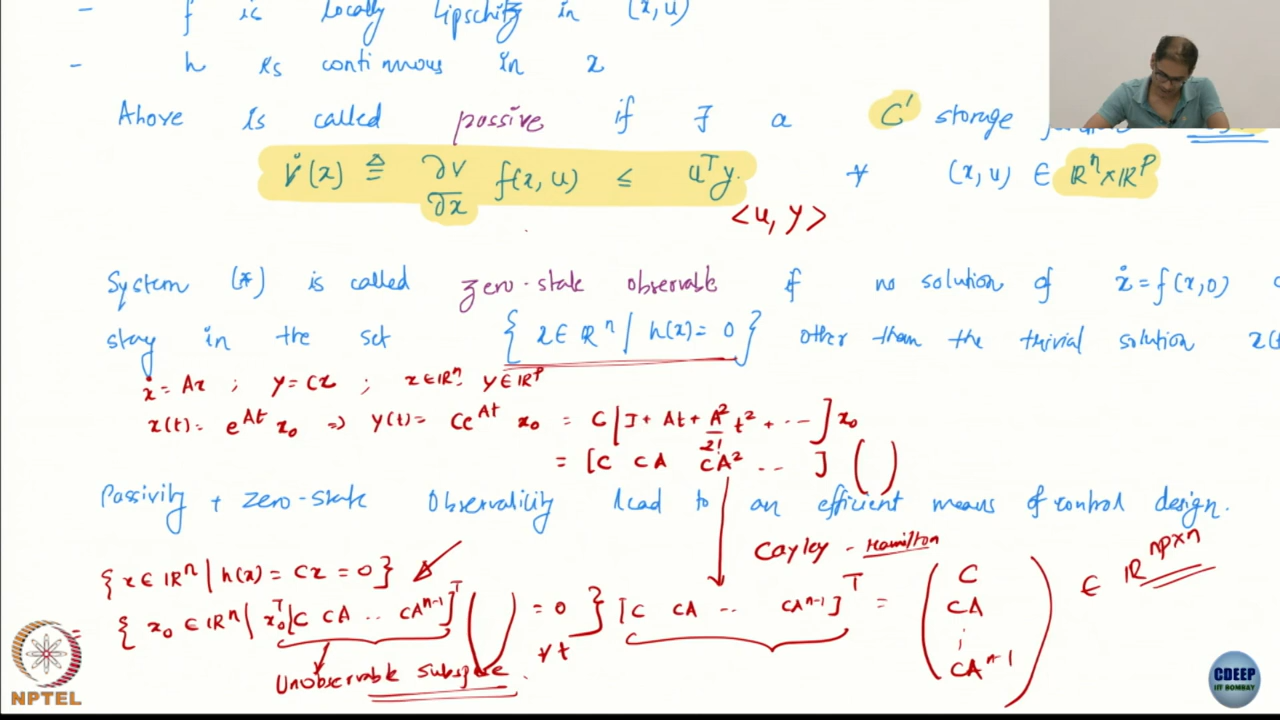 - f is locally Lipschitz in (x,u)
- h is continuous in x
Above is called passive if ∃ a C¹ storage
V̇(x) ≜ ∂V/∂x f(x,u) ≤ uᵀy. ∀ (x,u) ∈ ℝⁿ×ℝᵖ
<u, y>
System (*) is called zero-state observable if no solution of ẋ=f(x,0)
stay in the set {x∈ℝⁿ | h(x)=0} other than the trivial solution
ẋ=Ax ; y=Cx ; x∈ℝⁿ y∈ℝᵖ
x(t)= e^{At} x₀ ⇒ y(t)= Ce^{At} x₀ = C[I+At+A²/2! t²+...]x₀
= [C CA CA² ..] ( )
Passivity + zero-state observability lead to an efficient means of control design.
Cayley-Hamilton
{x∈ℝⁿ | h(x)=Cx=0}
= {x₀∈ℝⁿ | x₀ᵀ[C CA .. CAⁿ⁻¹]ᵀ ( ) =0 ∀t} [C CA .. CAⁿ⁻¹]ᵀ = (C CA ⋮ CAⁿ⁻¹) ∈ ℝ^{np×n}
Unobservable subspace.
NPTEL
CDEEP
IIT BOMBAY